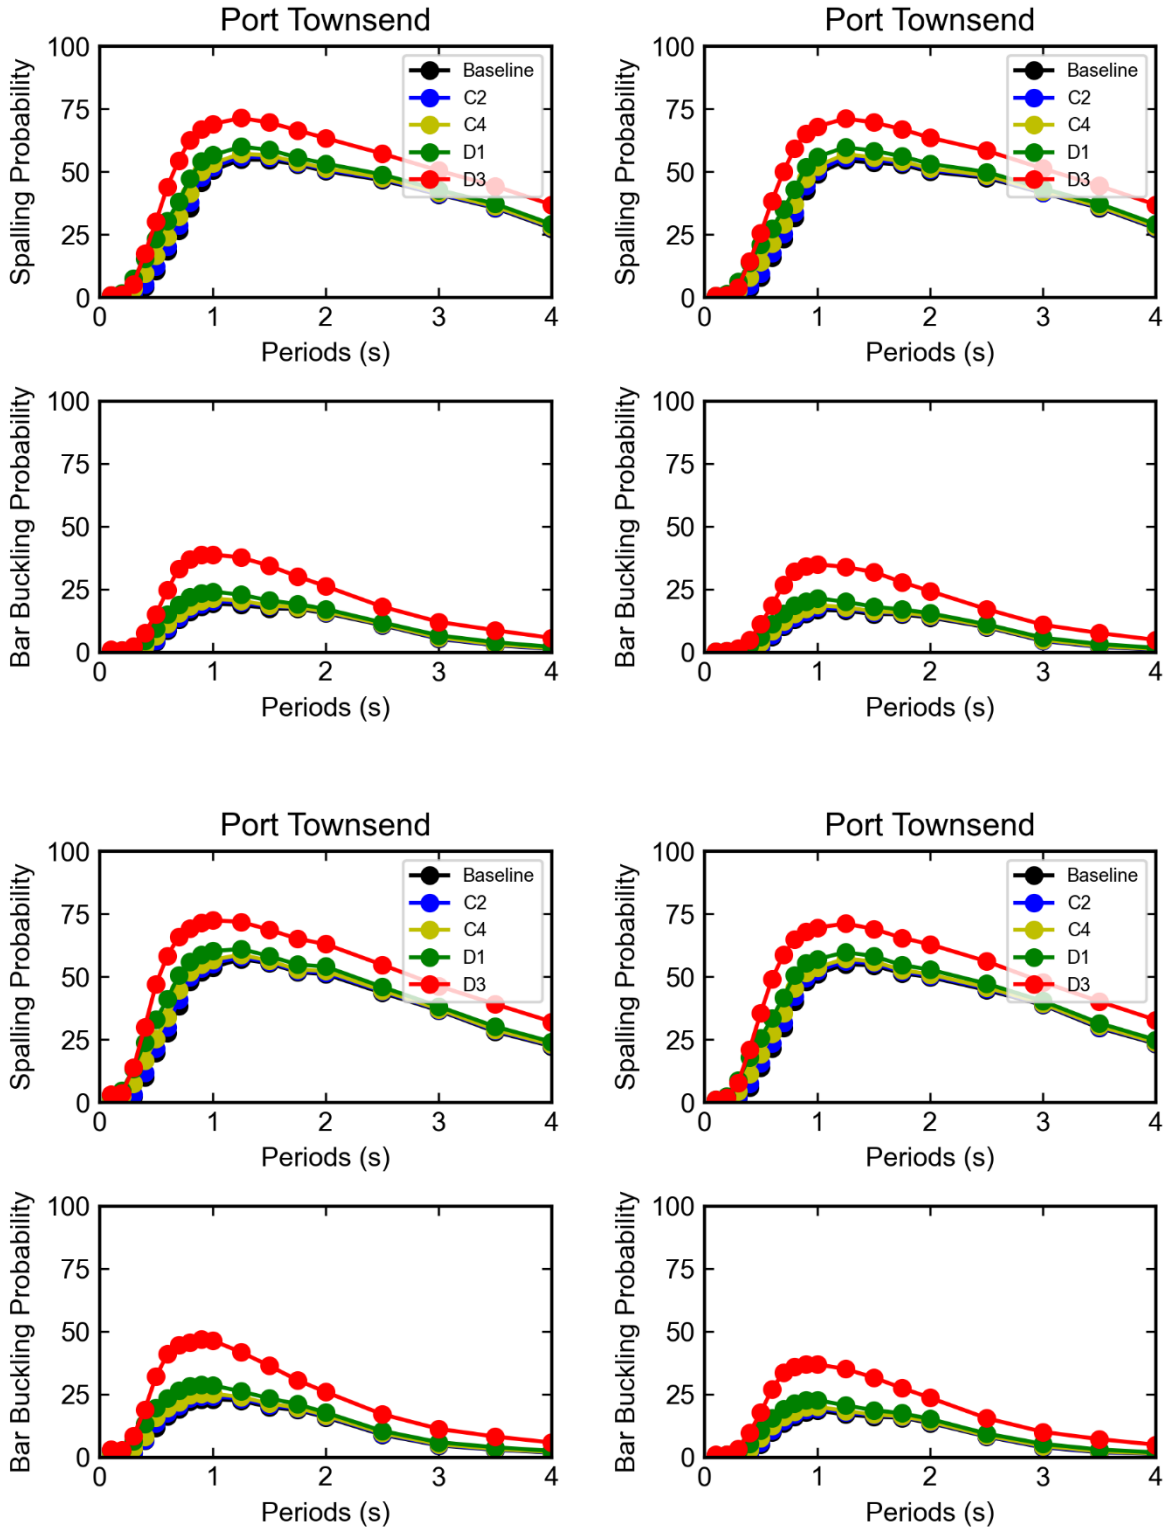 Port Townsend
Spalling Probability
100
75
50
25
0
0 1 2 3 4
Periods (s)
Baseline
C2
C4
D1
D3
Port Townsend
Spalling Probability
100
75
50
25
0
0 1 2 3 4
Periods (s)
Baseline
C2
C4
D1
D3
Bar Buckling Probability
100
75
50
25
0
0 1 2 3 4
Periods (s)
Bar Buckling Probability
100
75
50
25
0
0 1 2 3 4
Periods (s)
Port Townsend
Spalling Probability
100
75
50
25
0
0 1 2 3 4
Periods (s)
Baseline
C2
C4
D1
D3
Port Townsend
Spalling Probability
100
75
50
25
0
0 1 2 3 4
Periods (s)
Baseline
C2
C4
D1
D3
Bar Buckling Probability
100
75
50
25
0
0 1 2 3 4
Periods (s)
Bar Buckling Probability
100
75
50
25
0
0 1 2 3 4
Periods (s)